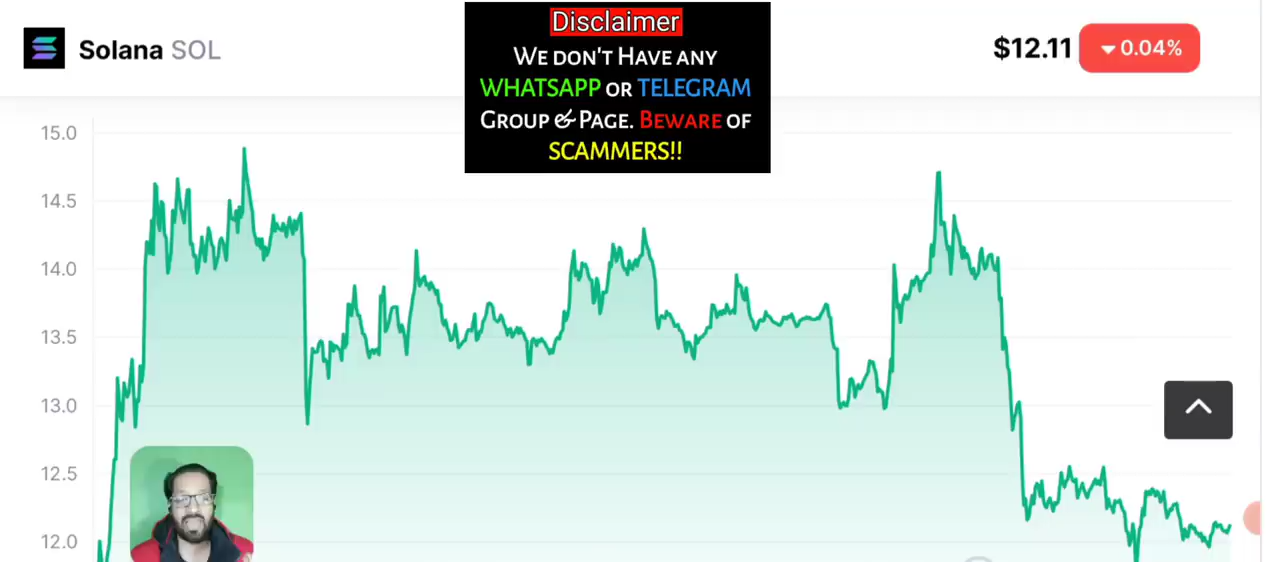 Solana SOL
Disclaimer
WE DON'T HAVE ANY
WHATSAPP OR TELEGRAM
GROUP & PAGE. BEWARE OF
SCAMMERS!!
$12.11 0.04%
15.0
14.5
14.0
13.5
13.0
12.5
12.0